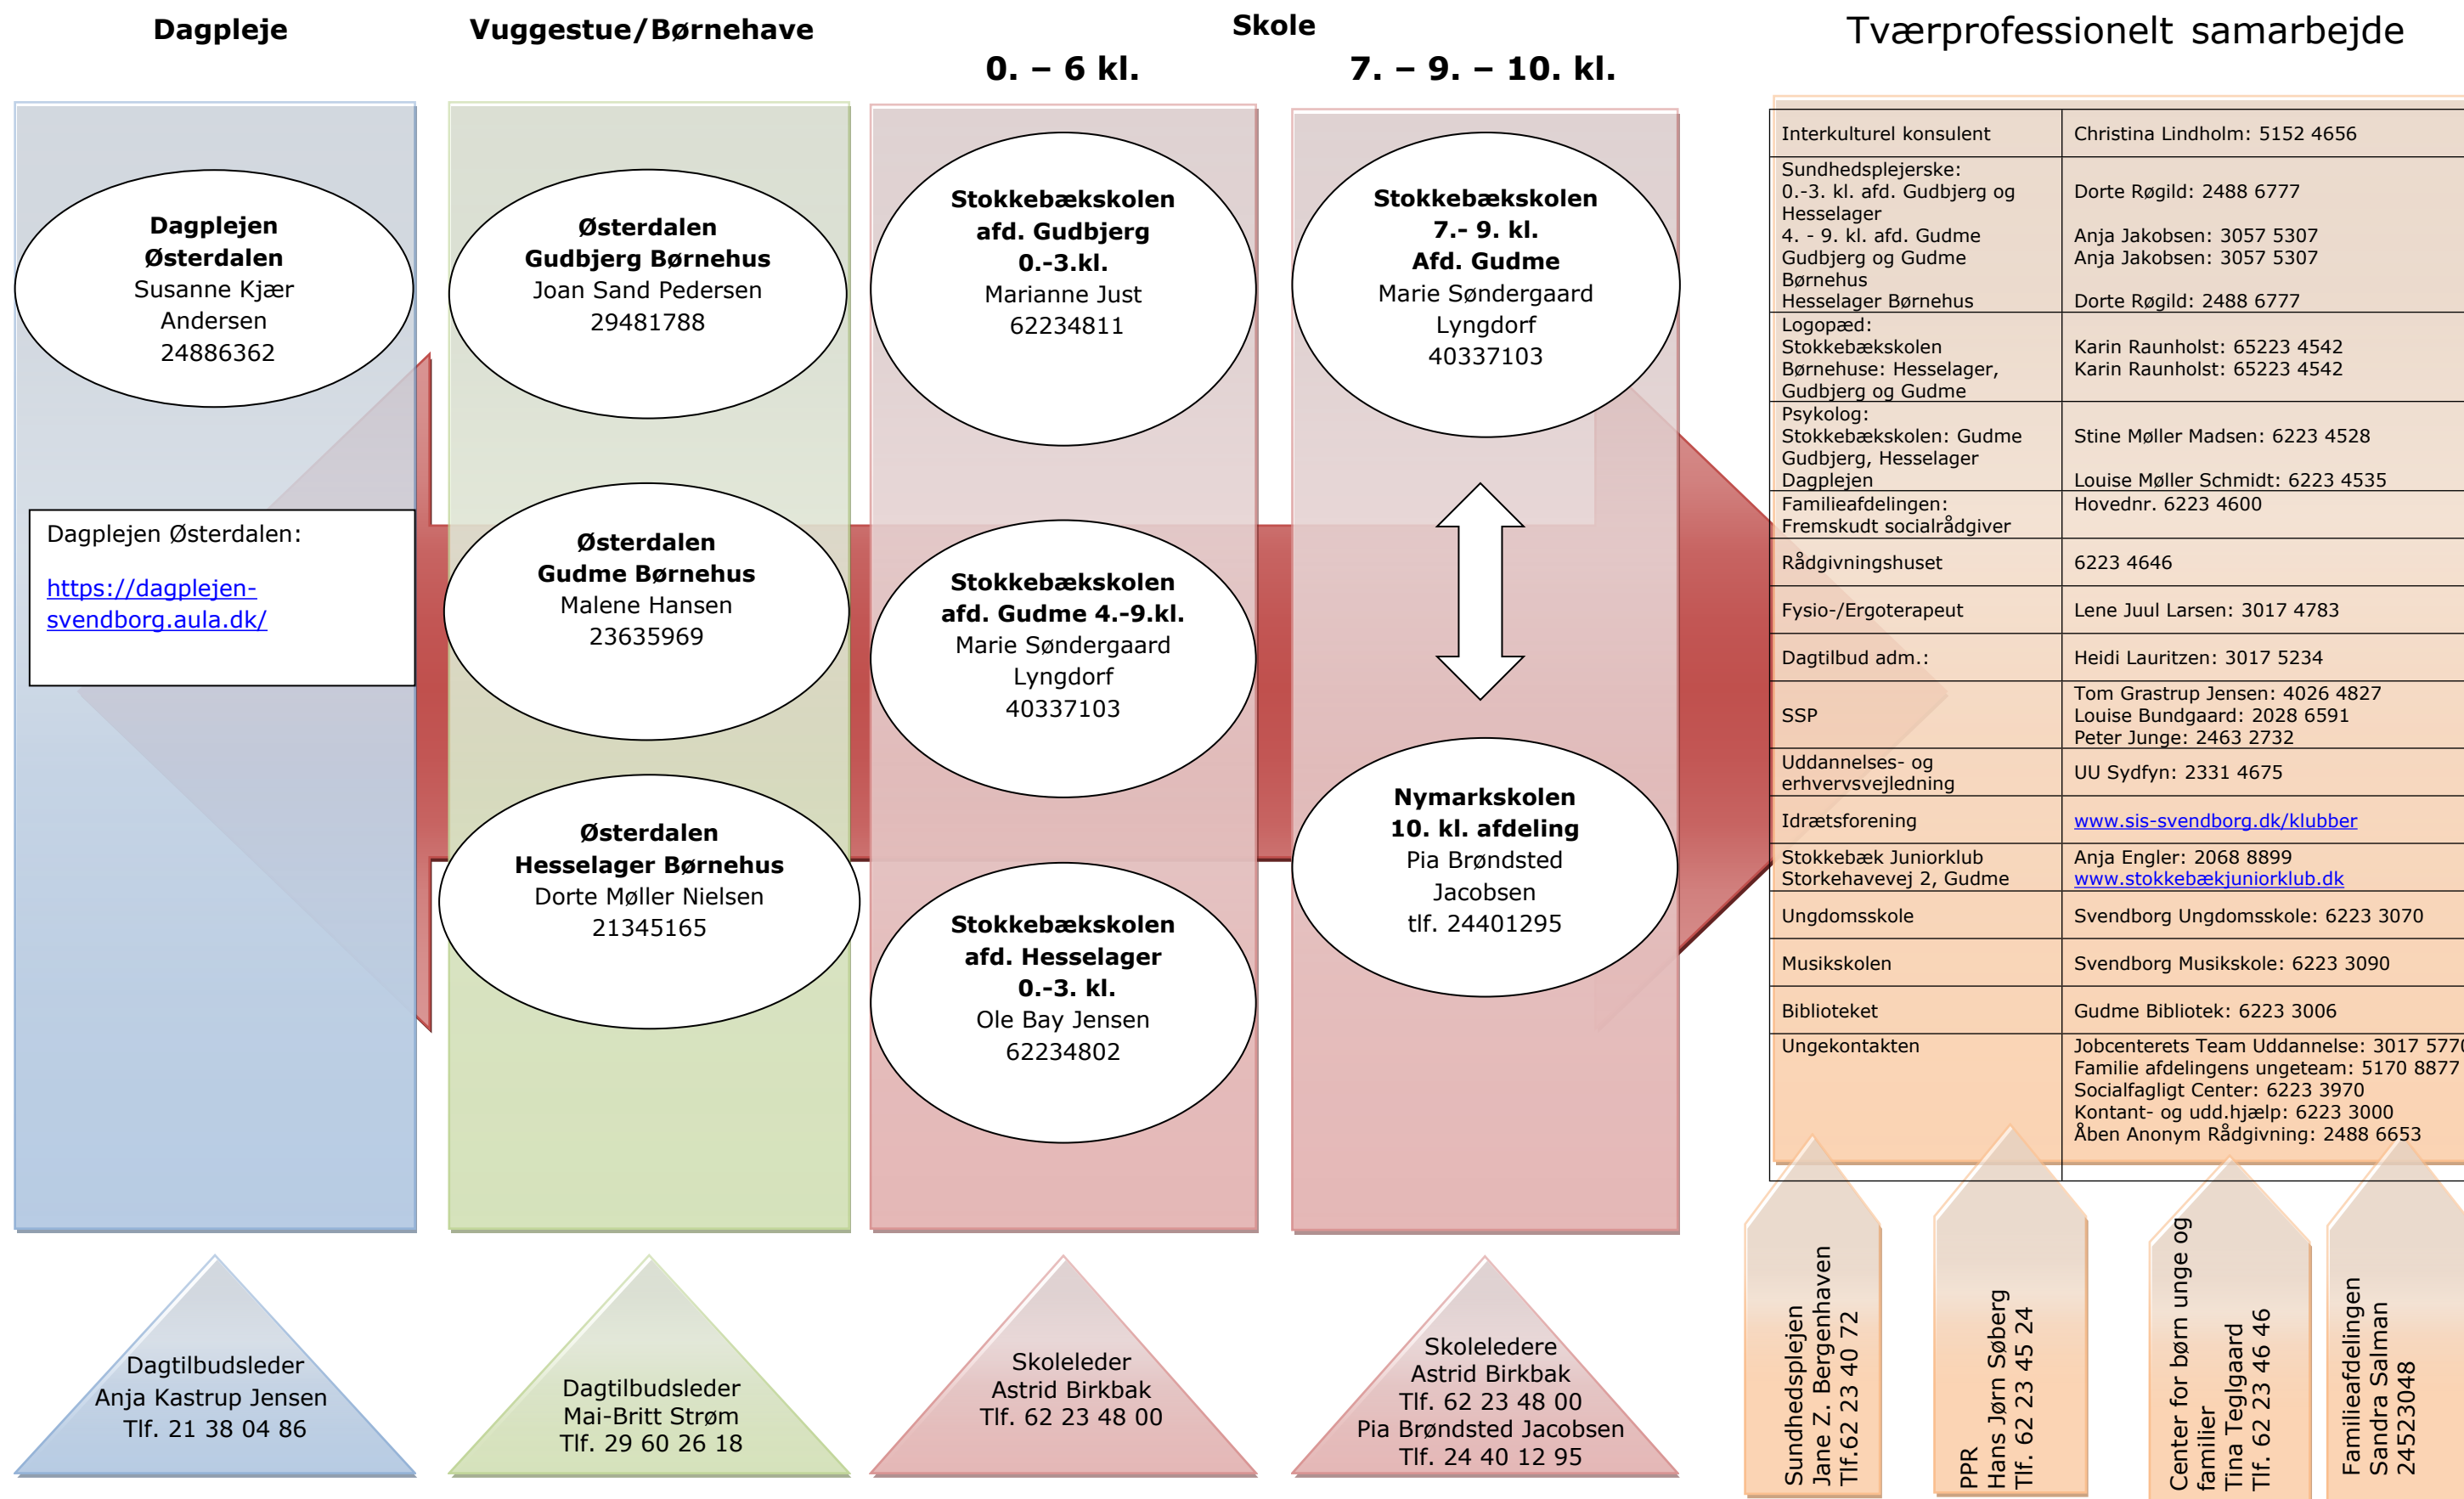 Dagpleje
Vuggestue/Børnehave
Skole
0. – 6 kl.
7. – 9. – 10. kl.
Tværprofessionelt samarbejde
Dagplejen
Østerdalen
Susanne Kjær
Andersen
24886362
Dagplejen Østerdalen:
https://dagplejen-
svendborg.aula.dk/
Østerdalen
Gudbjerg Børnehus
Joan Sand Pedersen
29481788
Østerdalen
Gudme Børnehus
Malene Hansen
23635969
Østerdalen
Hesselager Børnehus
Dorte Møller Nielsen
21345165
Stokkebækskolen
afd. Gudbjerg
0.-3.kl.
Marianne Just
62234811
Stokkebækskolen
afd. Gudme 4.-9.kl.
Marie Søndergaard
Lyngdorf
40337103
Stokkebækskolen
afd. Hesselager
0.-3. kl.
Ole Bay Jensen
62234802
Stokkebækskolen
7.- 9. kl.
Afd. Gudme
Marie Søndergaard
Lyngdorf
40337103
Nymarkskolen
10. kl. afdeling
Pia Brøndsted
Jacobsen
tlf. 24401295
Interkulturel konsulent Christina Lindholm: 5152 4656
Sundhedsplejerske:
0.-3. kl. afd. Gudbjerg og Dorte Røgild: 2488 6777
Hesselager
4. - 9. kl. afd. Gudme Anja Jakobsen: 3057 5307
Gudbjerg og Gudme Anja Jakobsen: 3057 5307
Børnehus
Hesselager Børnehus Dorte Røgild: 2488 6777
Logopæd:
Stokkebækskolen Karin Raunholst: 65223 4542
Børnehuse: Hesselager, Karin Raunholst: 65223 4542
Gudbjerg og Gudme
Psykolog:
Stokkebækskolen: Gudme Stine Møller Madsen: 6223 4528
Gudbjerg, Hesselager
Dagplejen Louise Møller Schmidt: 6223 4535
Familieafdelingen: Hovednr. 6223 4600
Fremskudt socialrådgiver
Rådgivningshuset 6223 4646
Fysio-/Ergoterapeut Lene Juul Larsen: 3017 4783
Dagtilbud adm.: Heidi Lauritzen: 3017 5234
SSP
Tom Grastrup Jensen: 4026 4827
Louise Bundgaard: 2028 6591
Peter Junge: 2463 2732
Uddannelses- og
erhvervsvejledning
UU Sydfyn: 2331 4675
Idrætsforening www.sis-svendborg.dk/klubber
Stokkebæk Juniorklub Anja Engler: 2068 8899
Storkehavevej 2, Gudme www.stokkebækjuniorklub.dk
Ungdomsskole Svendborg Ungdomsskole: 6223 3070
Musikskolen Svendborg Musikskole: 6223 3090
Biblioteket Gudme Bibliotek: 6223 3006
Ungekontakten Jobcenterets Team Uddannelse: 3017 5770
Familie afdelingens ungeteam: 5170 8877
Socialfagligt Center: 6223 3970
Kontant- og udd.hjælp: 6223 3000
Åben Anonym Rådgivning: 2488 6653
Dagtilbudsleder
Anja Kastrup Jensen
Tlf. 21 38 04 86
Dagtilbudsleder
Mai-Britt Strøm
Tlf. 29 60 26 18
Skoleleder
Astrid Birkbak
Tlf. 62 23 48 00
Skoleledere
Astrid Birkbak
Tlf. 62 23 48 00
Pia Brøndsted Jacobsen
Tlf. 24 40 12 95
Sundhedsplejen
Jane Z. Bergenhaven
Tlf.62 23 40 72
PPR
Hans Jørn Søberg
Tlf. 62 23 45 24
Center for børn unge og
familier
Tina Teglgaard
Tlf. 62 23 46 46
Familieafdelingen
Sandra Salman
24523048